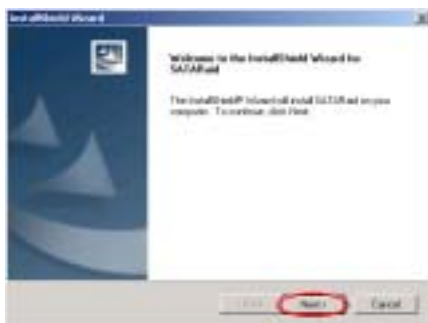 InstallShield Wizard
Welcome to the InstallShield Wizard for
SATARaid
The InstallShield® Wizard will install SATARaid on your
computer. To continue, click Next.
Next >
Cancel